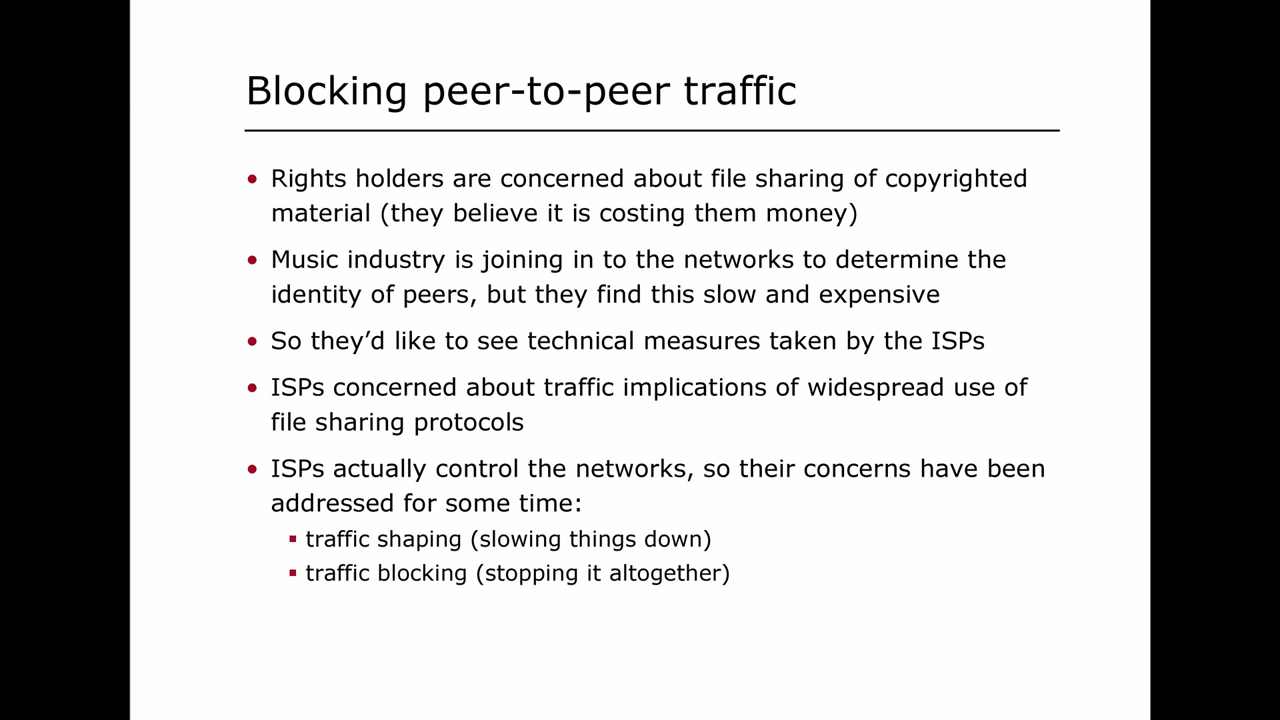 Blocking peer-to-peer traffic
• Rights holders are concerned about file sharing of copyrighted
material (they believe it is costing them money)
• Music industry is joining in to the networks to determine the
identity of peers, but they find this slow and expensive
• So they’d like to see technical measures taken by the ISPs
• ISPs concerned about traffic implications of widespread use of
file sharing protocols
• ISPs actually control the networks, so their concerns have been
addressed for some time:
▪ traffic shaping (slowing things down)
▪ traffic blocking (stopping it altogether)